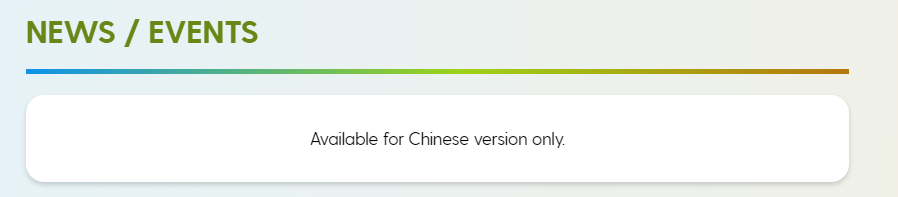 NEWS / EVENTS
Available for Chinese version only.